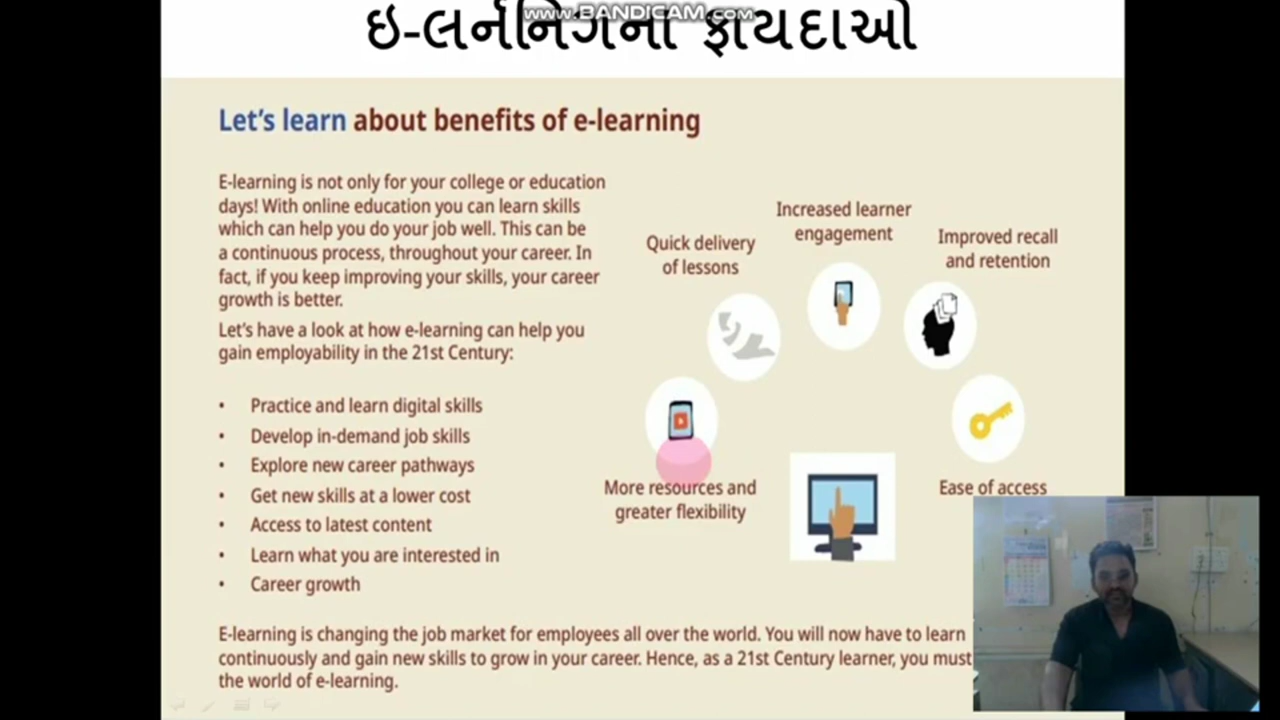 www.BANDICAM.com
ઇ-લર્નનિંગના ફાયદાઓ
Let's learn about benefits of e-learning
E-learning is not only for your college or education
days! With online education you can learn skills
which can help you do your job well. This can be
a continuous process, throughout your career. In
fact, if you keep improving your skills, your career
growth is better.
Let's have a look at how e-learning can help you
gain employability in the 21st Century:
• Practice and learn digital skills
• Develop in-demand job skills
• Explore new career pathways
• Get new skills at a lower cost
• Access to latest content
• Learn what you are interested in
• Career growth
Quick delivery
of lessons
Increased learner
engagement
Improved recall
and retention
More resources and
greater flexibility
Ease of access
E-learning is changing the job market for employees all over the world. You will now have to learn
continuously and gain new skills to grow in your career. Hence, as a 21st Century learner, you must
the world of e-learning.